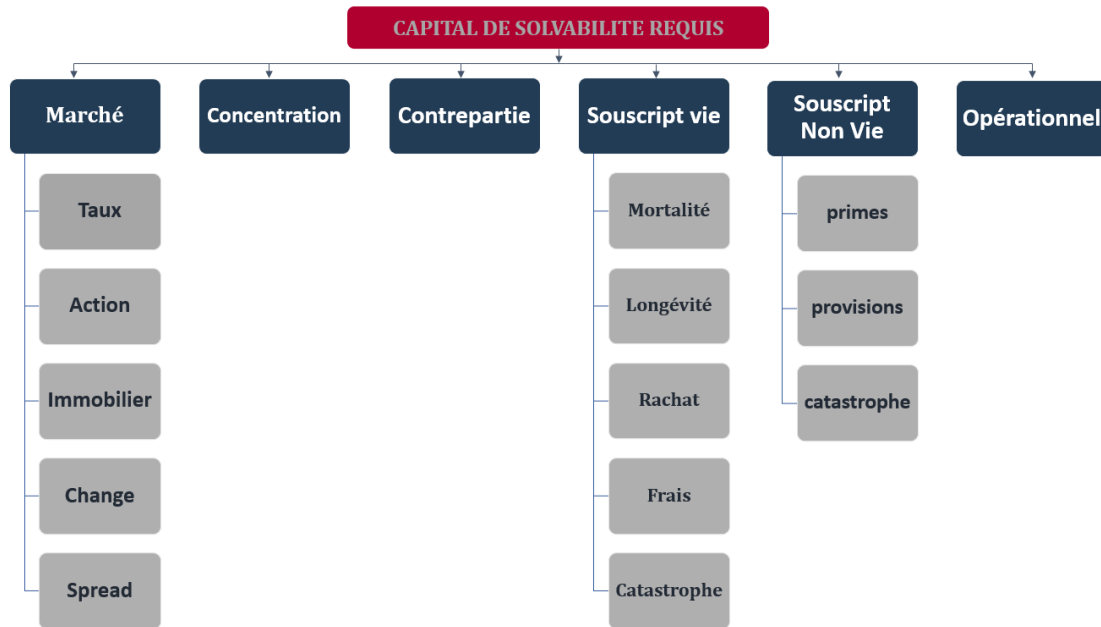 CAPITAL DE SOLVABILITE REQUIS
Marché
Concentration
Contrepartie
Souscript vie
Souscript
Non Vie
Opérationnel
Taux
Action
Immobilier
Change
Spread
Mortalité
Longévité
Rachat
Frais
Catastrophe
primes
provisions
catastrophe